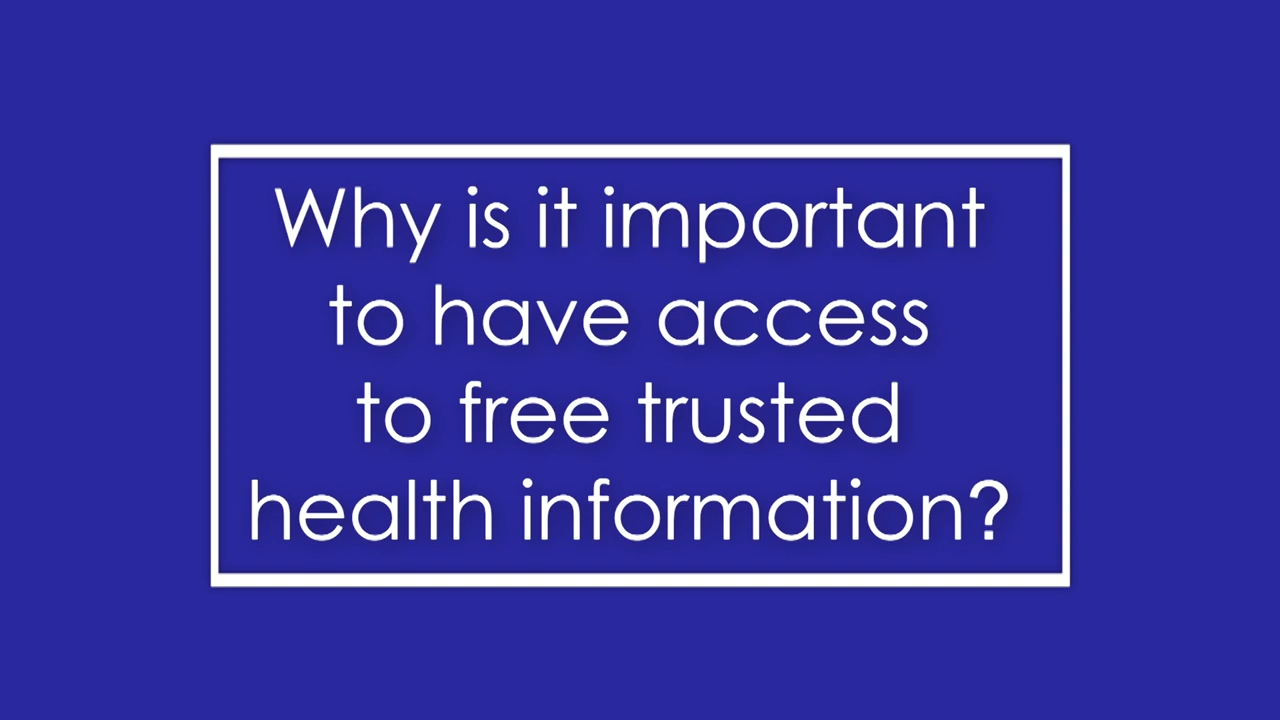 Why is it important
to have access
to free trusted
health information?